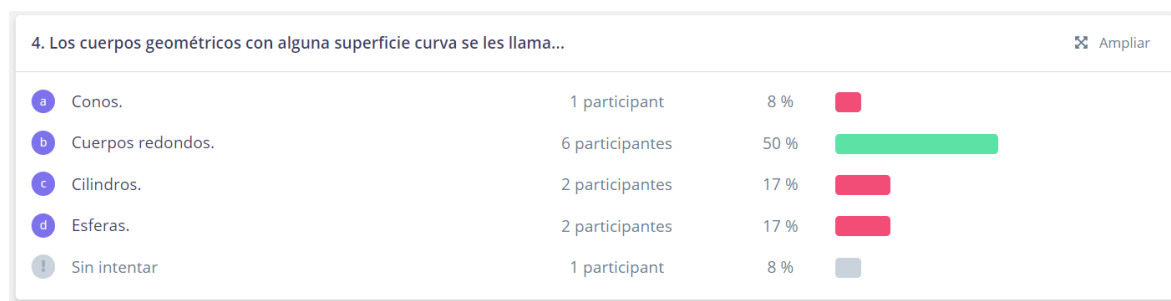 4. Los cuerpos geométricos con alguna superficie curva se les llama... Ampliar
a Conos. 1 participant 8 %
b Cuerpos redondos. 6 participantes 50 %
c Cilindros. 2 participantes 17 %
d Esferas. 2 participantes 17 %
! Sin intentar 1 participant 8 %